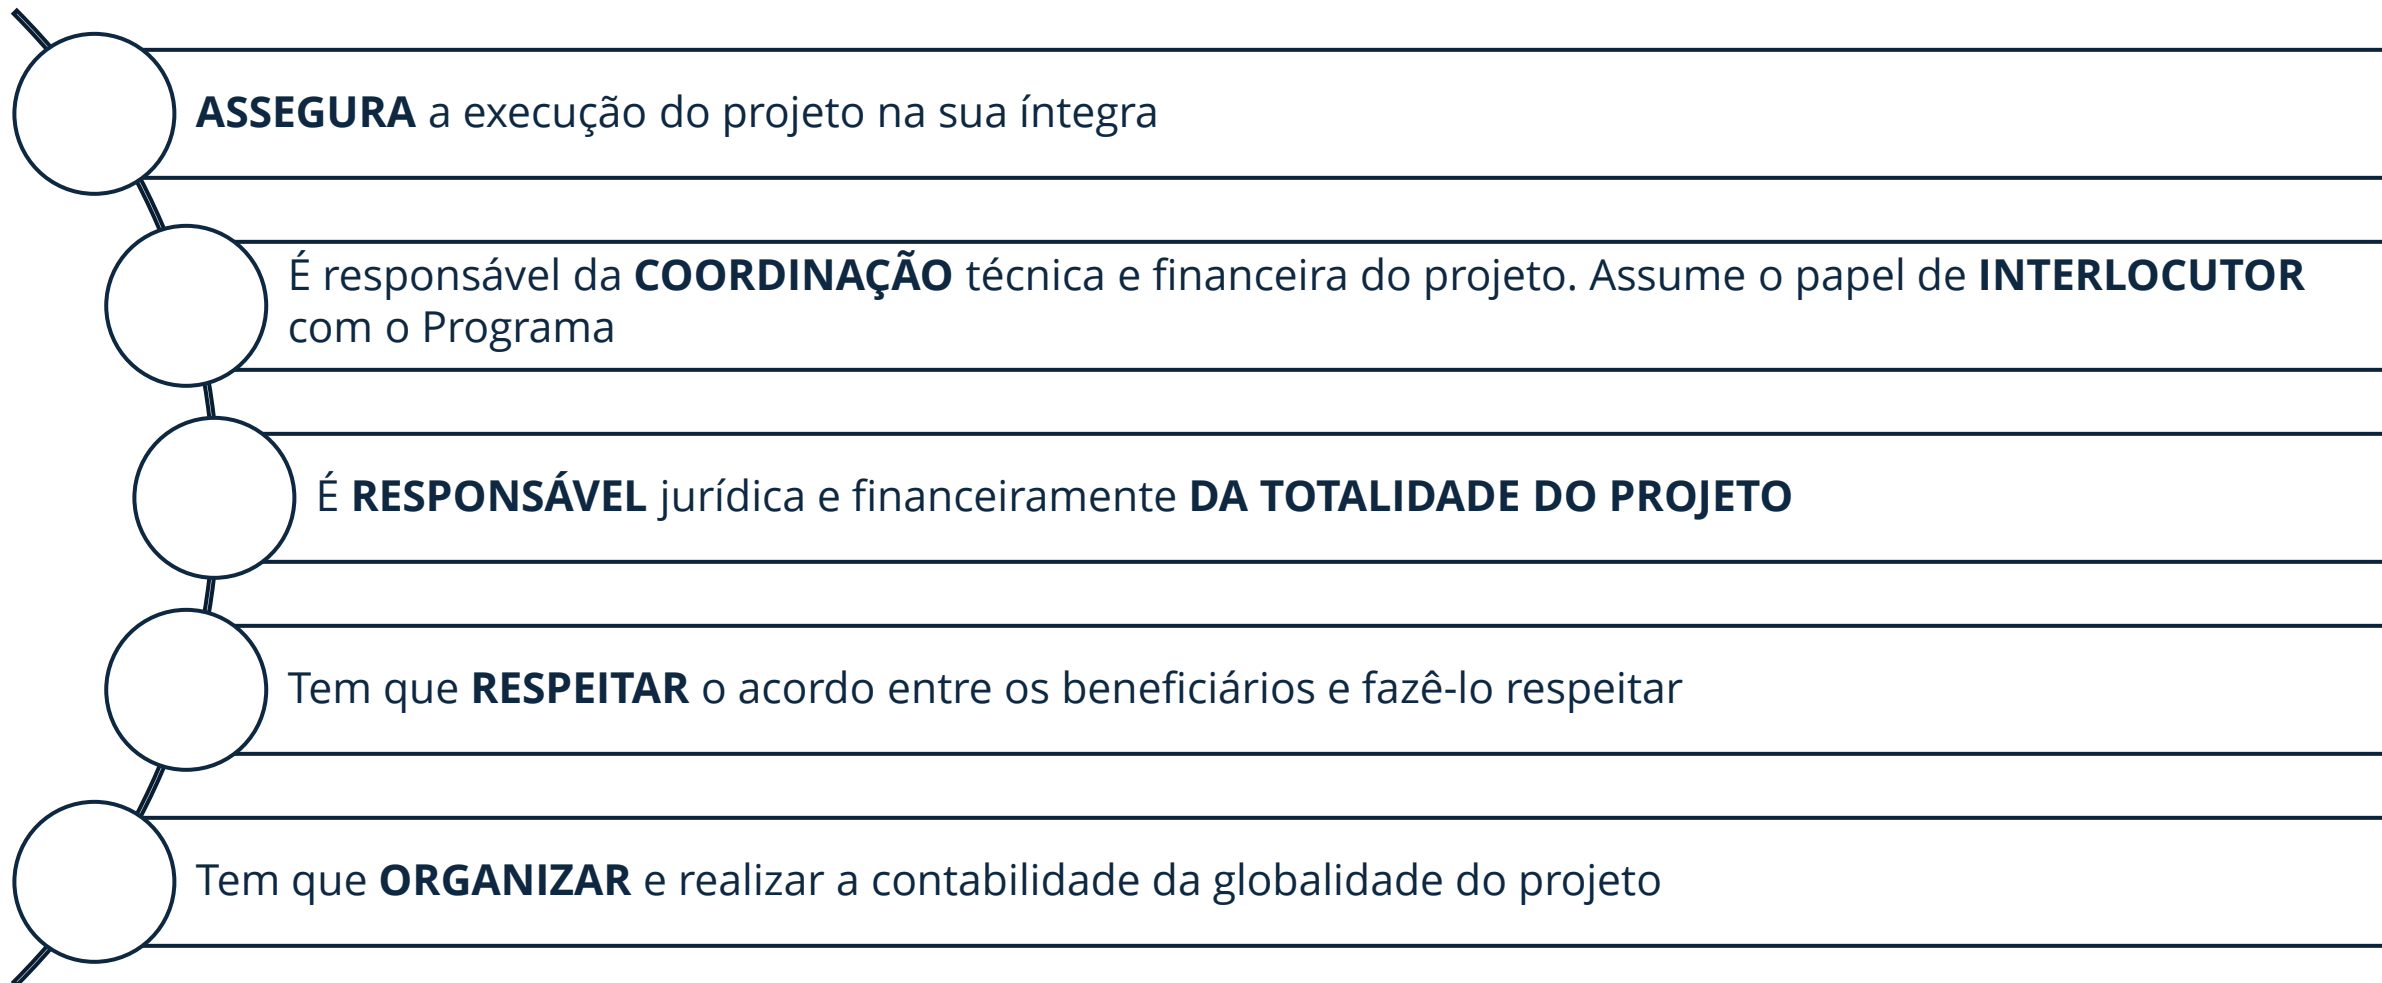 ASSEGURA a execução do projeto na sua íntegra
É responsável da COORDINAÇÃO técnica e financeira do projeto. Assume o papel de INTERLOCUTOR
com o Programa
É RESPONSÁVEL jurídica e financeiramente DA TOTALIDADE DO PROJETO
Tem que RESPEITAR o acordo entre os beneficiários e fazê-lo respeitar
Tem que ORGANIZAR e realizar a contabilidade da globalidade do projeto